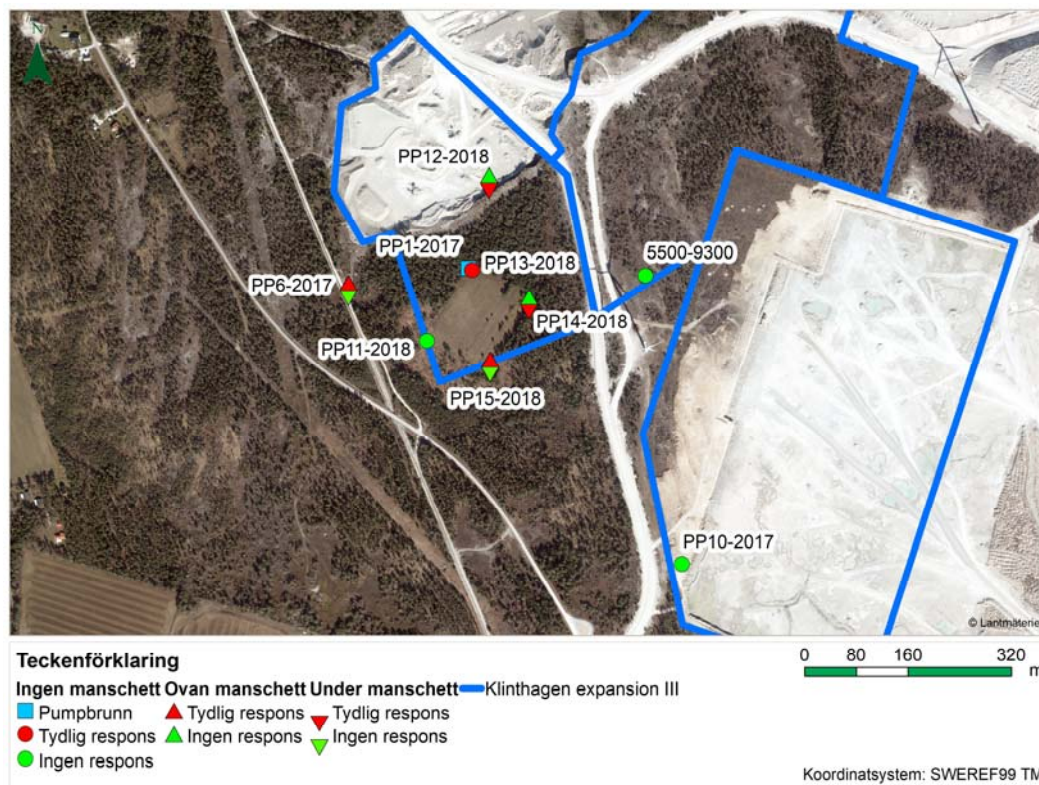 N
PP12-2018
5500-9300
PP1-2017
PP13-2018
PP6-2017
PP14-2018
PP11-2018
PP15-2018
PP10-2017
© Lantmäterie
Teckenförklaring
Ingen manschett Ovan manschett Under manschett Klinthagen expansion III
Pumpbrunn Tydlig respons Tydlig respons
Tydlig respons Ingen respons Ingen respons
Ingen respons
0 80 160 320
m
Koordinatsystem: SWEREF99 TM